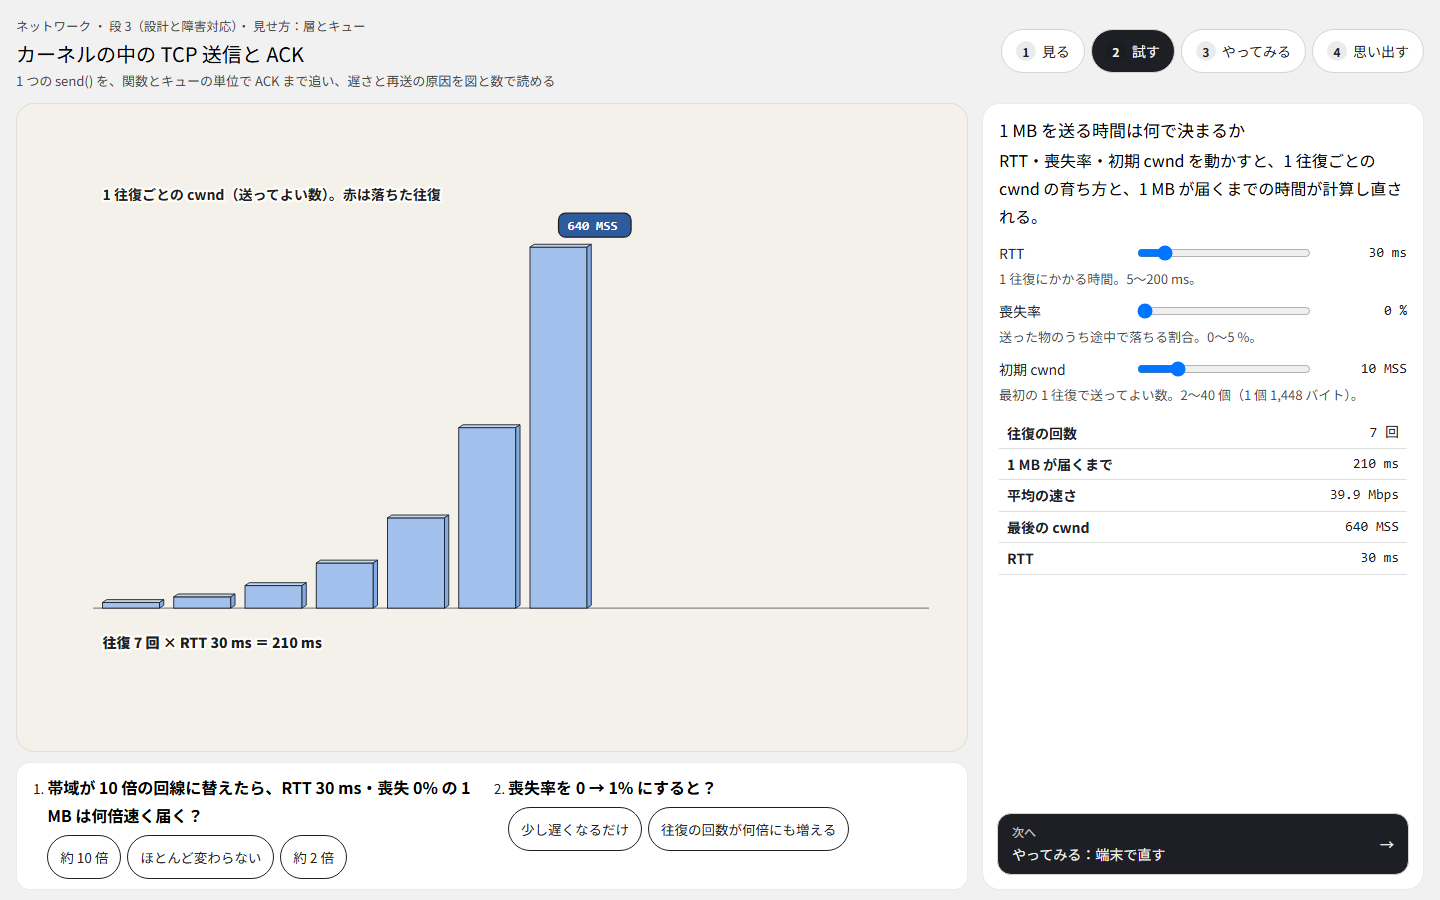 ネットワーク ・ 段 3（設計と障害対応）・ 見せ方：層とキュー
カーネルの中の TCP 送信と ACK
1 つの send() を、関数とキューの単位で ACK まで追い、遅さと再送の原因を図と数で読める
1 見る
2 試す
3 やってみる
4 思い出す
1 往復ごとの cwnd（送ってよい数）。赤は落ちた往復
640 MSS
往復 7 回 × RTT 30 ms ＝ 210 ms
1 MB を送る時間は何で決まるか
RTT・喪失率・初期 cwnd を動かすと、1 往復ごとの
cwnd の育ち方と、1 MB が届くまでの時間が計算し直さ
れる。
RTT 30 ms
1 往復にかかる時間。5〜200 ms。
喪失率 0 %
送った物のうち途中で落ちる割合。0〜5 %。
初期 cwnd 10 MSS
最初の 1 往復で送ってよい数。2〜40 個（1 個 1,448 バイト）。
往復の回数 7 回
1 MB が届くまで 210 ms
平均の速さ 39.9 Mbps
最後の cwnd 640 MSS
RTT 30 ms
1. 帯域が 10 倍の回線に替えたら、RTT 30 ms・喪失 0% の 1
MB は何倍速く届く？
約 10 倍
ほとんど変わらない
約 2 倍
2. 喪失率を 0 → 1% にすると？
少し遅くなるだけ
往復の回数が何倍にも増える
次へ
やってみる：端末で直す →